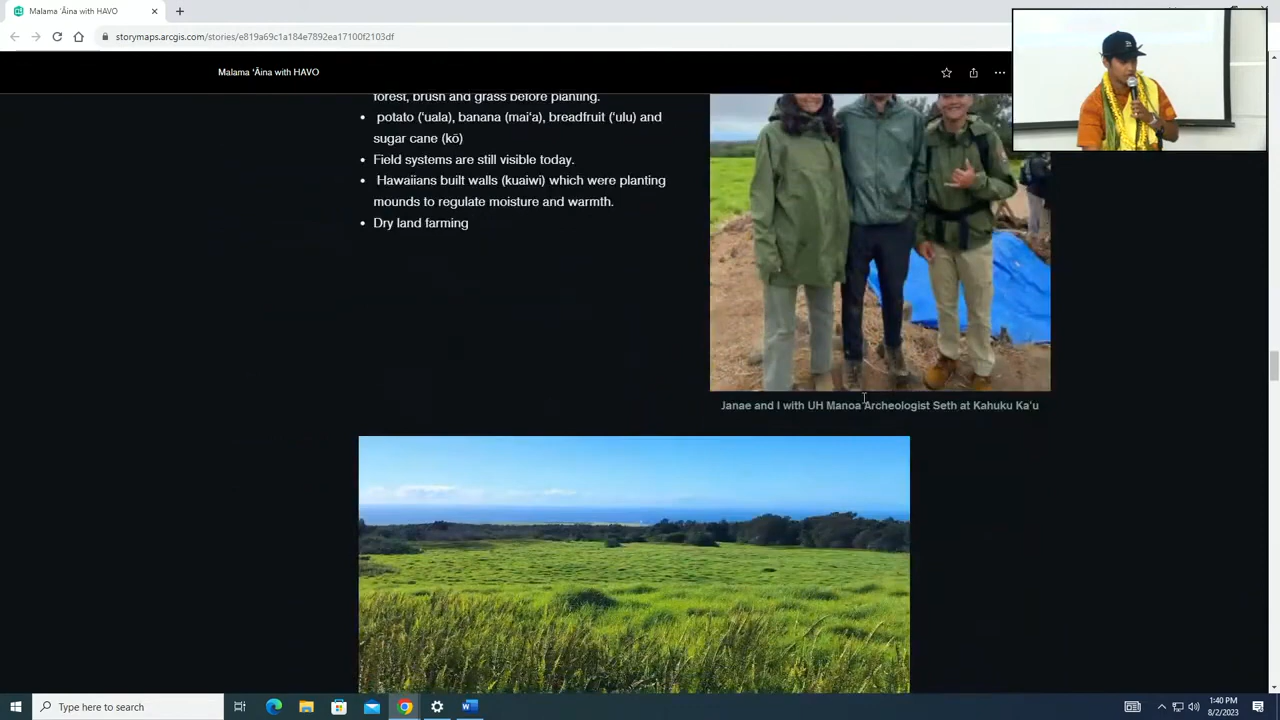 Malama ʻĀina with HAVO
storymaps.arcgis.com/stories/e819a69c1a184e7892ea17100f2103df
Malama ʻĀina with HAVO
forest, brush and grass before planting.
• potato (ʻuala), banana (maiʻa), breadfruit (ʻulu) and
sugar cane (kō)
• Field systems are still visible today.
• Hawaiians built walls (kuaiwi) which were planting
mounds to regulate moisture and warmth.
• Dry land farming
Janae and I with UH Manoa Archeologist Seth at Kahuku Kaʻu
Type here to search
1:40 PM
8/2/2023